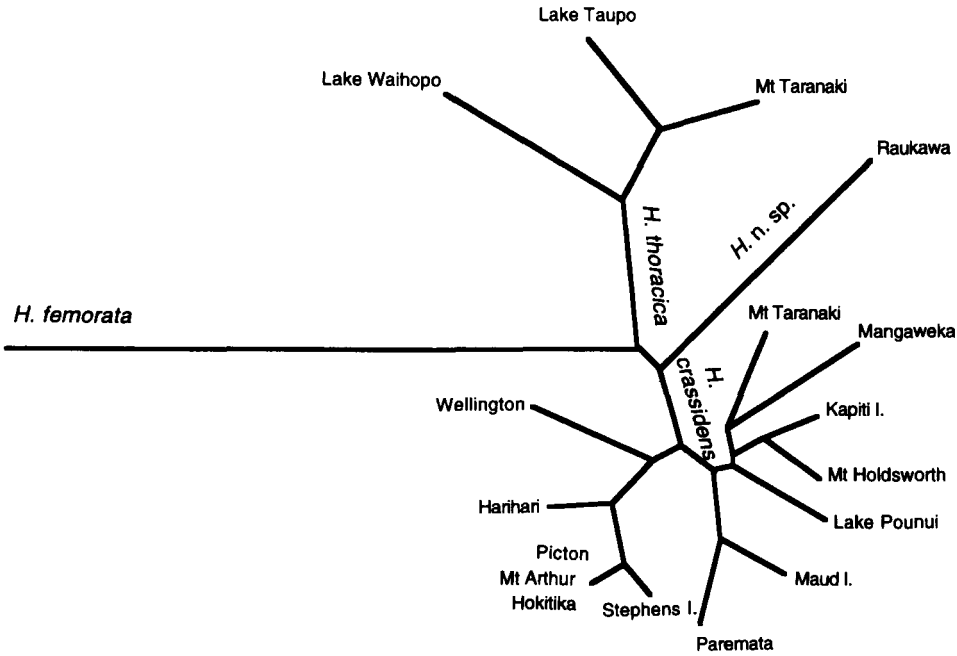 Lake Taupo
Lake Waihopo
Mt Taranaki
Raukawa
H. thoracica
H. n. sp.
H. femorata
Mt Taranaki
Mangaweka
H. crassidens
Wellington
Kapiti I.
Mt Holdsworth
Harihari
Lake Pounui
Picton
Mt Arthur
Hokitika
Maud I.
Stephens I.
Paremata